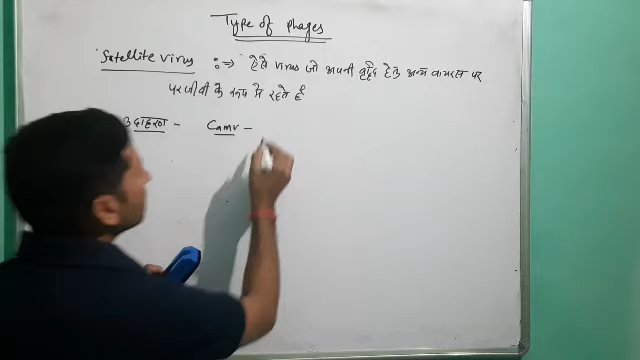 Type of phages
Satellite virus :⇒ ऐसे virus जो अपनी वृद्धि हेतु अन्य वायरस पर
परजीवी के रूप में रहते हैं
उदाहरण - Camv -